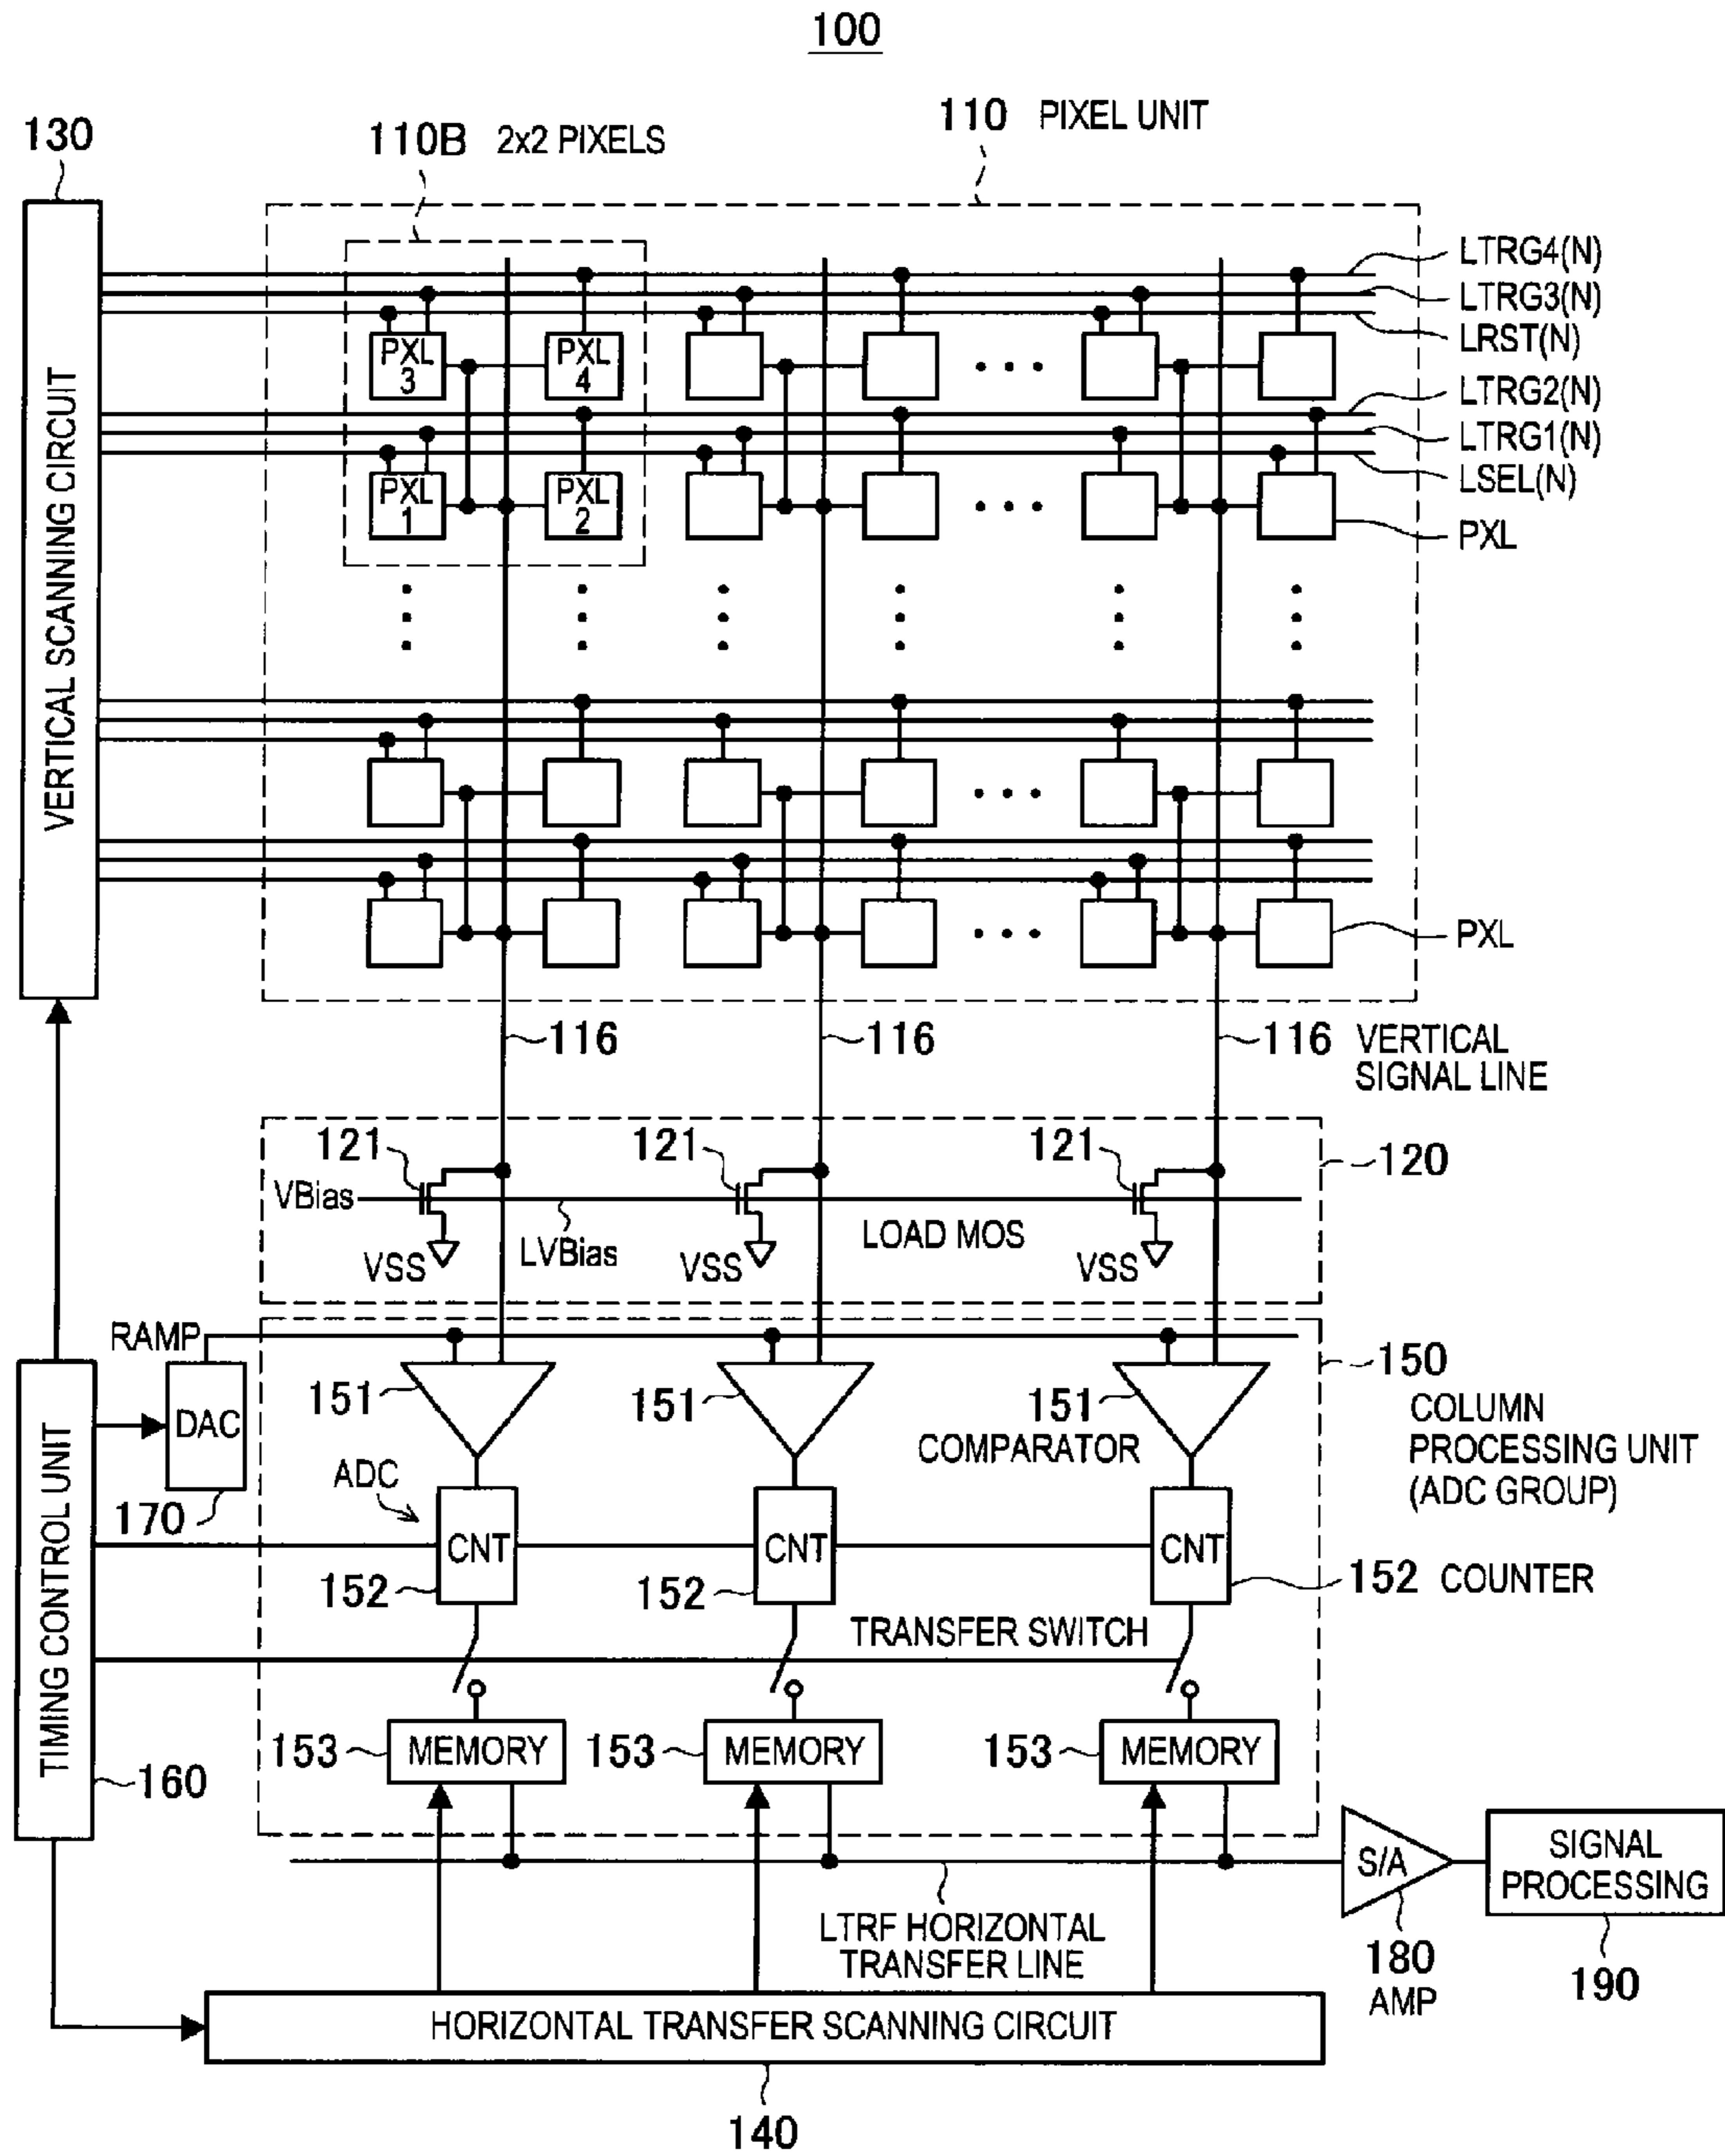 100
130
110B 2x2 PIXELS
110 PIXEL UNIT
LTRG4(N)
LTRG3(N)
LRST(N)
PXL
3
PXL
4
LTRG2(N)
LTRG1(N)
LSEL(N)
PXL
1
PXL
2
PXL
VERTICAL SCANNING CIRCUIT
PXL
116
116
116 VERTICAL
SIGNAL LINE
121
121
121
120
VBias
LVBias
LOAD MOS
VSS
VSS
VSS
RAMP
DAC
170
151
151
151
COMPARATOR
150
COLUMN
PROCESSING UNIT
(ADC GROUP)
ADC
CNT
CNT
CNT
152
152
152 COUNTER
TRANSFER SWITCH
TIMING CONTROL UNIT
160
153
MEMORY
153
MEMORY
153
MEMORY
S/A
SIGNAL
PROCESSING
LTRF HORIZONTAL
TRANSFER LINE
180
AMP
190
HORIZONTAL TRANSFER SCANNING CIRCUIT
140